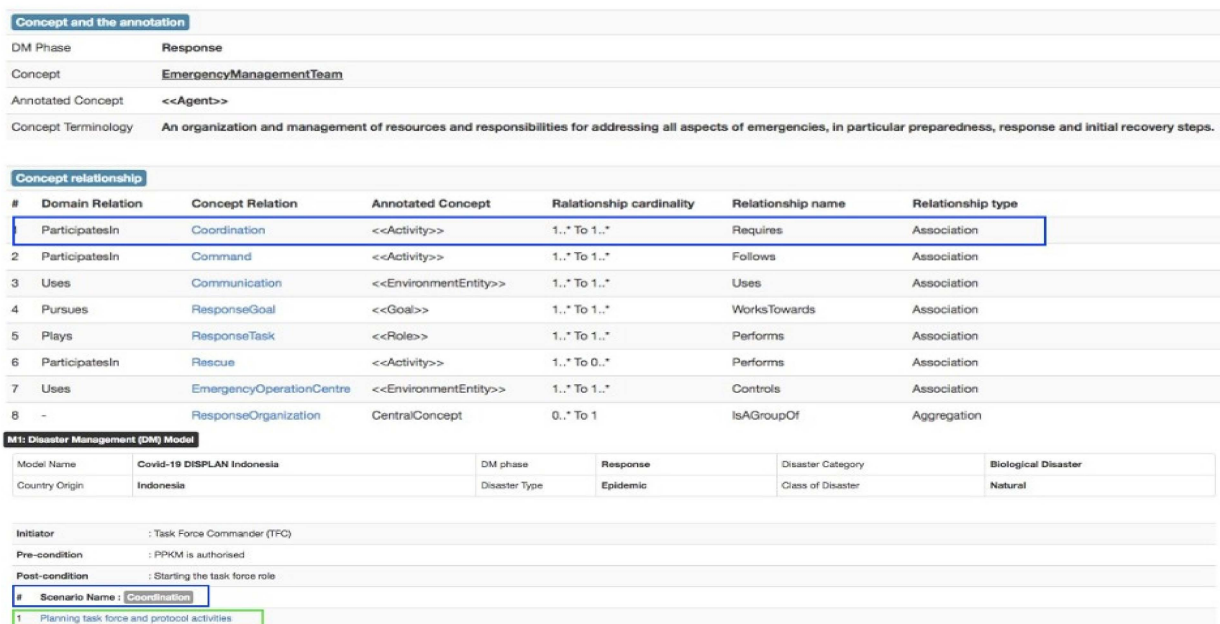 Concept and the annotation
DM Phase Response
Concept EmergencyManagementTeam
Annotated Concept <<Agent>>
Concept Terminology An organization and management of resources and responsibilities for addressing all aspects of emergencies, in particular preparedness, response and initial recovery steps.
Concept relationship
# Domain Relation Concept Relation Annotated Concept Ralationship cardinality Relationship name Relationship type
1 ParticipatesIn Coordination <<Activity>> 1..* To 1..* Requires Association
2 ParticipatesIn Command <<Activity>> 1..* To 1..* Follows Association
3 Uses Communication <<EnvironmentEntity>> 1..* To 1..* Uses Association
4 Pursues ResponseGoal <<Goal>> 1..* To 1..* WorksTowards Association
5 Plays ResponseTask <<Role>> 1..* To 1..* Performs Association
6 ParticipatesIn Rescue <<Activity>> 1..* To 0..* Performs Association
7 Uses EmergencyOperationCentre <<EnvironmentEntity>> 1..* To 1..* Controls Association
8 - ResponseOrganization CentralConcept 0..* To 1 IsAGroupOf Aggregation
M1: Disaster Management (DM) Model
Model Name Covid-19 DISPLAN Indonesia DM phase Response Disaster Category Biological Disaster
Country Origin Indonesia Disaster Type Epidemic Class of Disaster Natural
Initiator : Task Force Commander (TFC)
Pre-condition : PPKM is authorised
Post-condition : Starting the task force role
# Scenario Name : Coordination
1 Planning task force and protocol activities